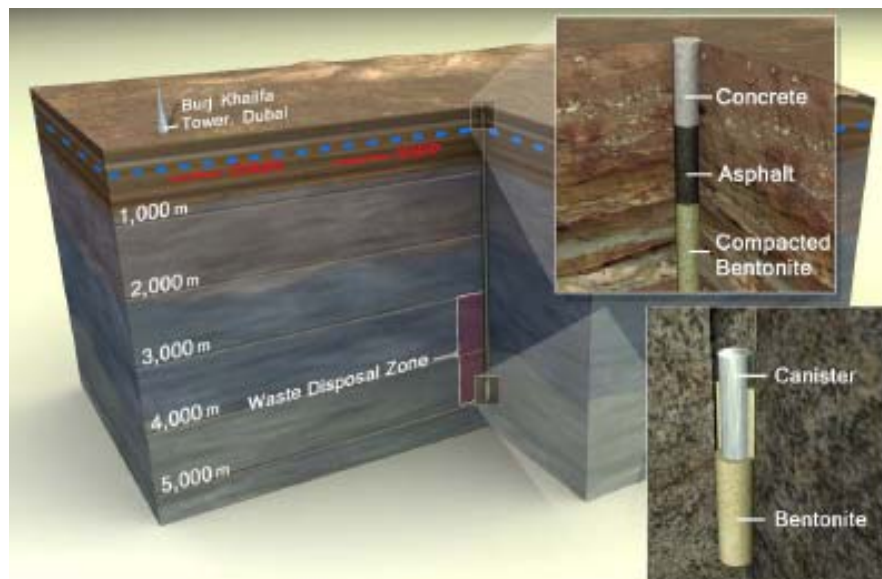 Burj Khalifa
Tower, Dubai
1,000 m
2,000 m
3,000 m
4,000 m
5,000 m
Waste Disposal Zone
Concrete
Asphalt
Compacted
Bentonite
Canister
Bentonite